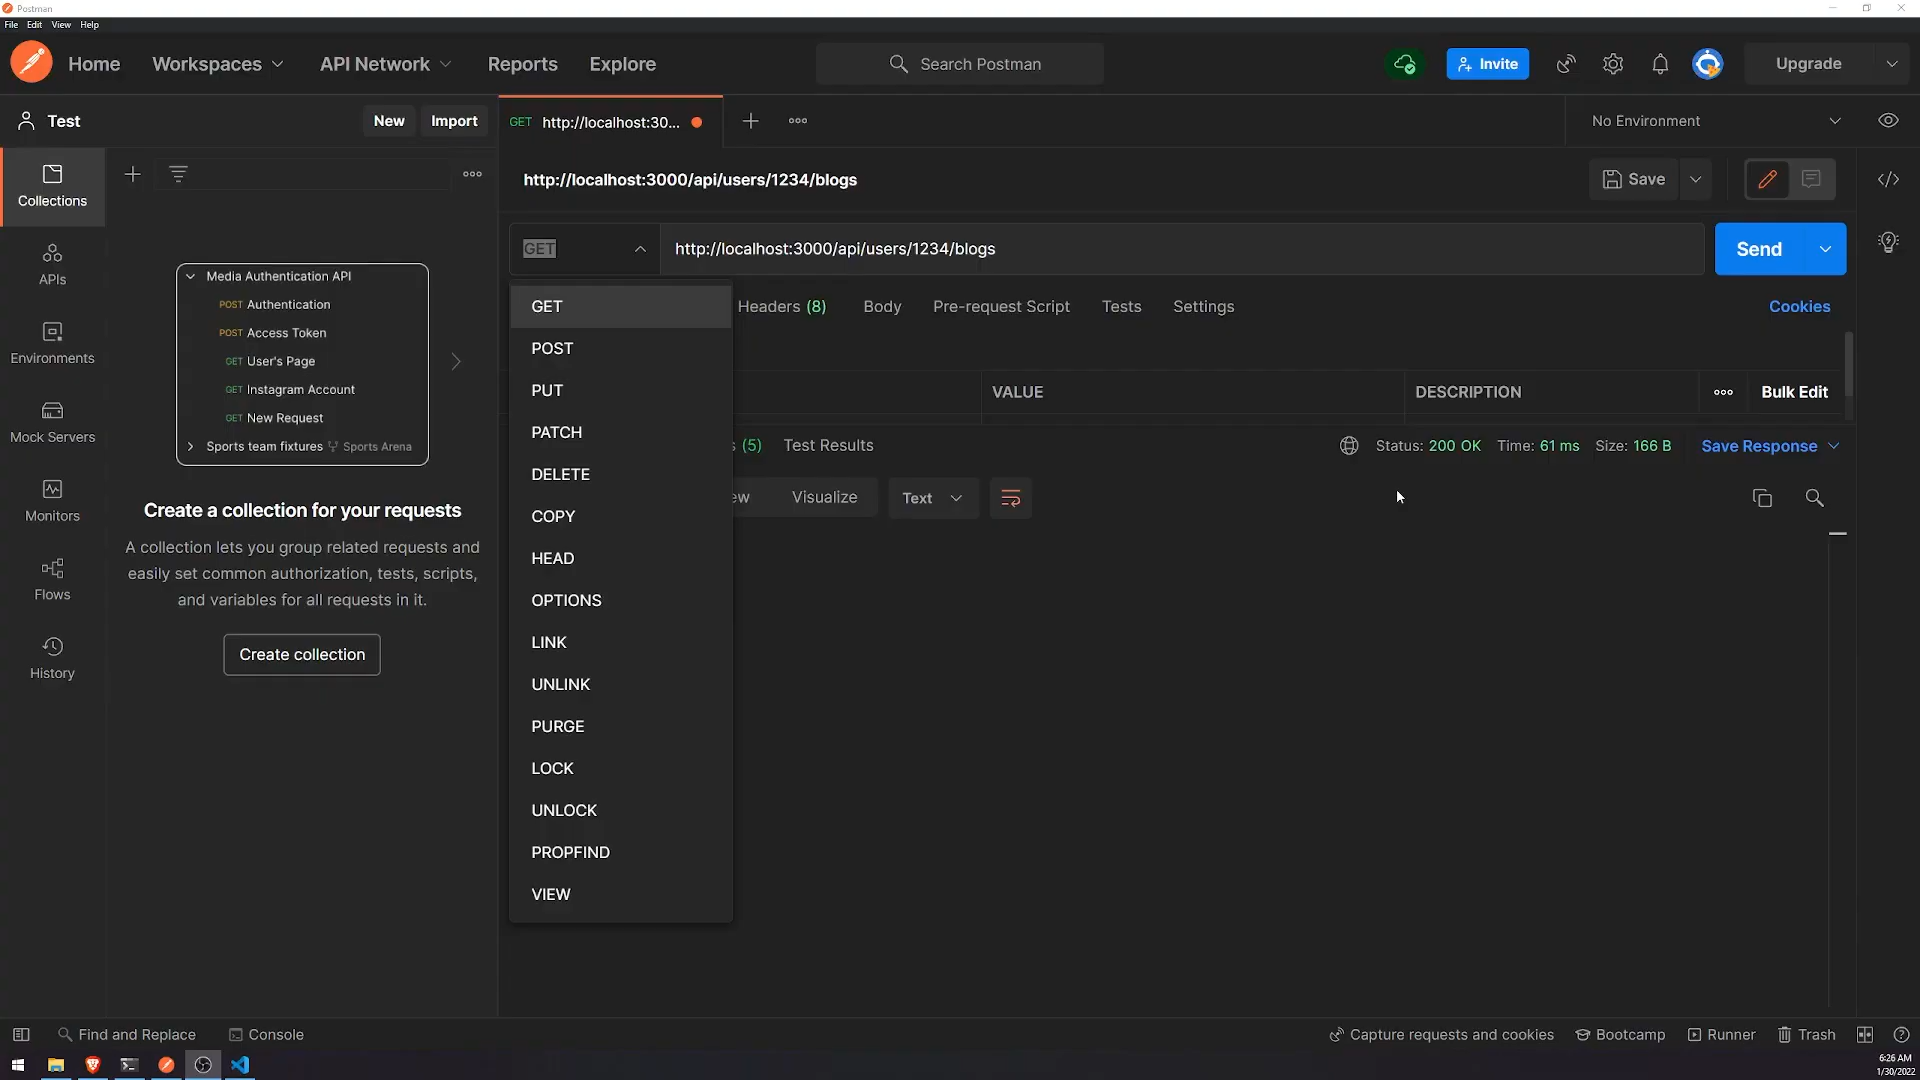 Postman
File Edit View Help
Home Workspaces API Network Reports Explore Search Postman Invite Upgrade
Test New Import GET http://localhost:30... No Environment
http://localhost:3000/api/users/1234/blogs Save
Collections
APIs
Environments
Mock Servers
Monitors
Flows
History
Media Authentication API
POST Authentication
POST Access Token
GET User's Page
GET Instagram Account
GET New Request
Sports team fixtures Sports Arena
Create a collection for your requests
A collection lets you group related requests and
easily set common authorization, tests, scripts,
and variables for all requests in it.
Create collection
GET http://localhost:3000/api/users/1234/blogs Send
Headers (8) Body Pre-request Script Tests Settings Cookies
VALUE DESCRIPTION Bulk Edit
s (5) Test Results Status: 200 OK Time: 61 ms Size: 166 B Save Response
ew Visualize Text
GET
POST
PUT
PATCH
DELETE
COPY
HEAD
OPTIONS
LINK
UNLINK
PURGE
LOCK
UNLOCK
PROPFIND
VIEW
Find and Replace Console Capture requests and cookies Bootcamp Runner Trash
6:26 AM
1/30/2022